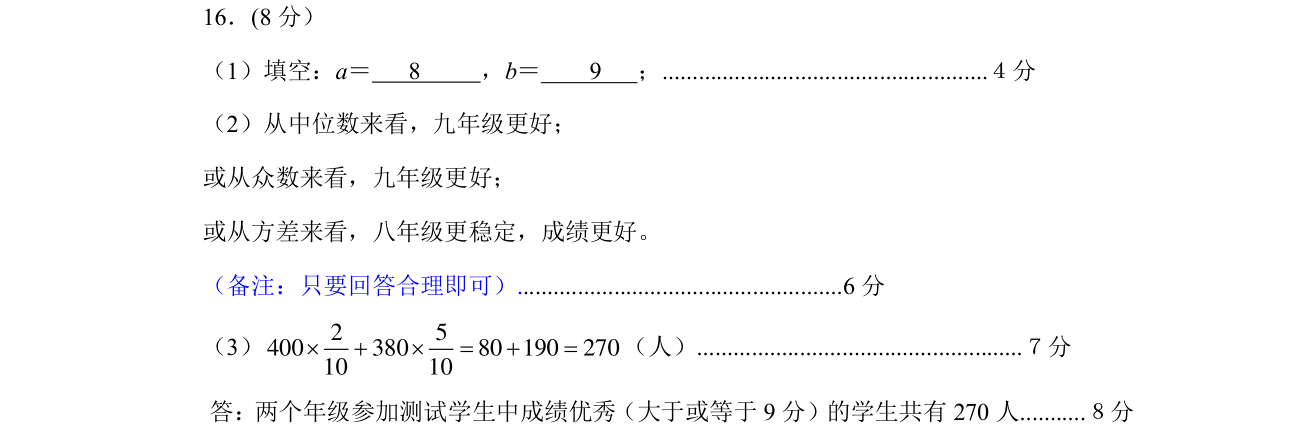 16．(8 分）
（1）填空：a＝ 8 ，b＝ 9 ；......................................................4 分
（2）从中位数来看，九年级更好；
或从众数来看，九年级更好；
或从方差来看，八年级更稳定，成绩更好。
（备注：只要回答合理即可）......................................................6 分
（3）400×2/10+380×5/10=80+190=270（人）......................................................7 分
答：两个年级参加测试学生中成绩优秀（大于或等于 9 分）的学生共有 270 人...........8 分